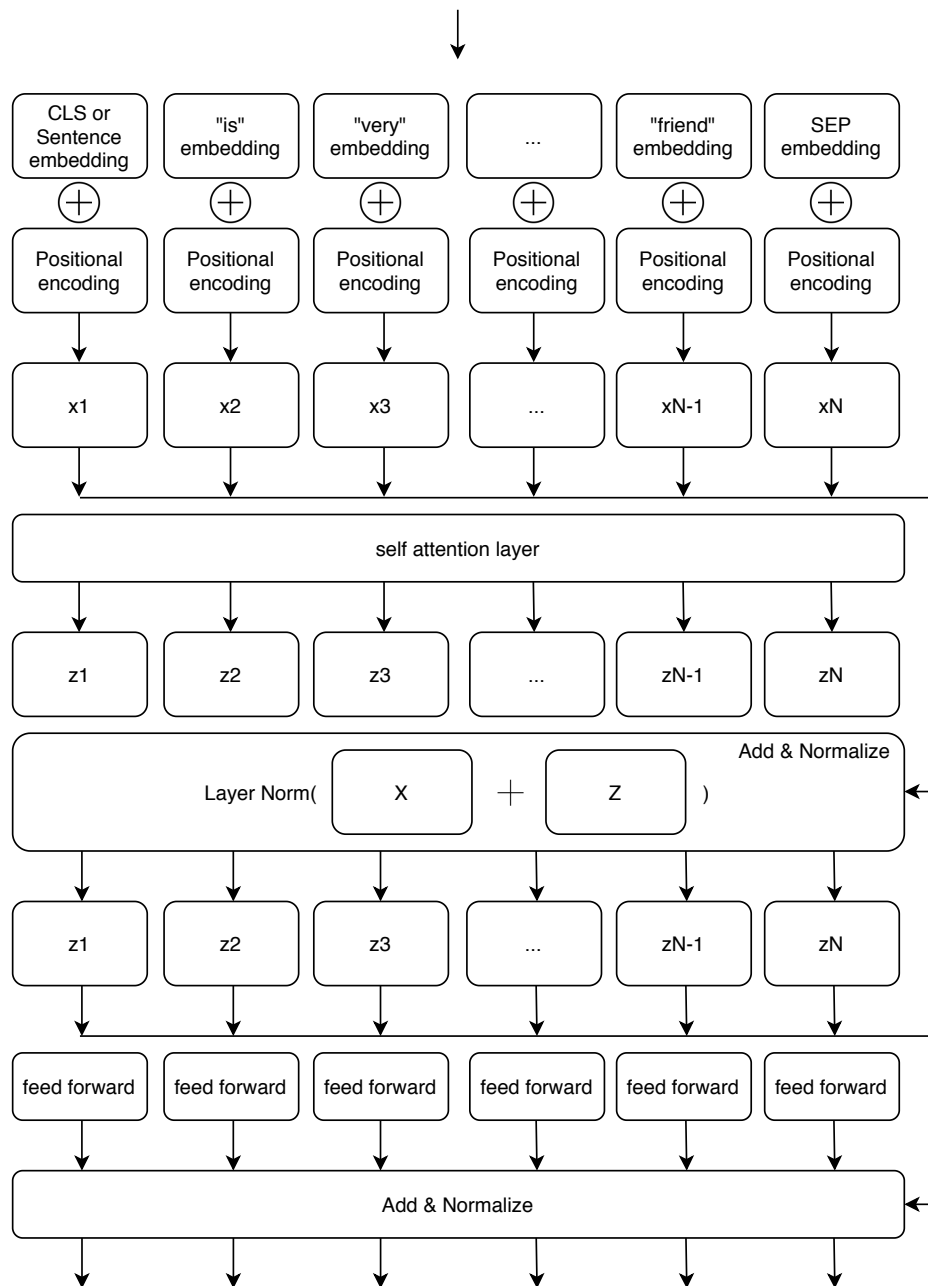 CLS or
Sentence
embedding
"is"
embedding
"very"
embedding
...
"friend"
embedding
SEP
embedding
Positional
encoding
Positional
encoding
Positional
encoding
Positional
encoding
Positional
encoding
Positional
encoding
x1
x2
x3
...
xN-1
xN
self attention layer
z1
z2
z3
...
zN-1
zN
Add & Normalize
Layer Norm( X + Z )
z1
z2
z3
...
zN-1
zN
feed forward
feed forward
feed forward
feed forward
feed forward
feed forward
Add & Normalize